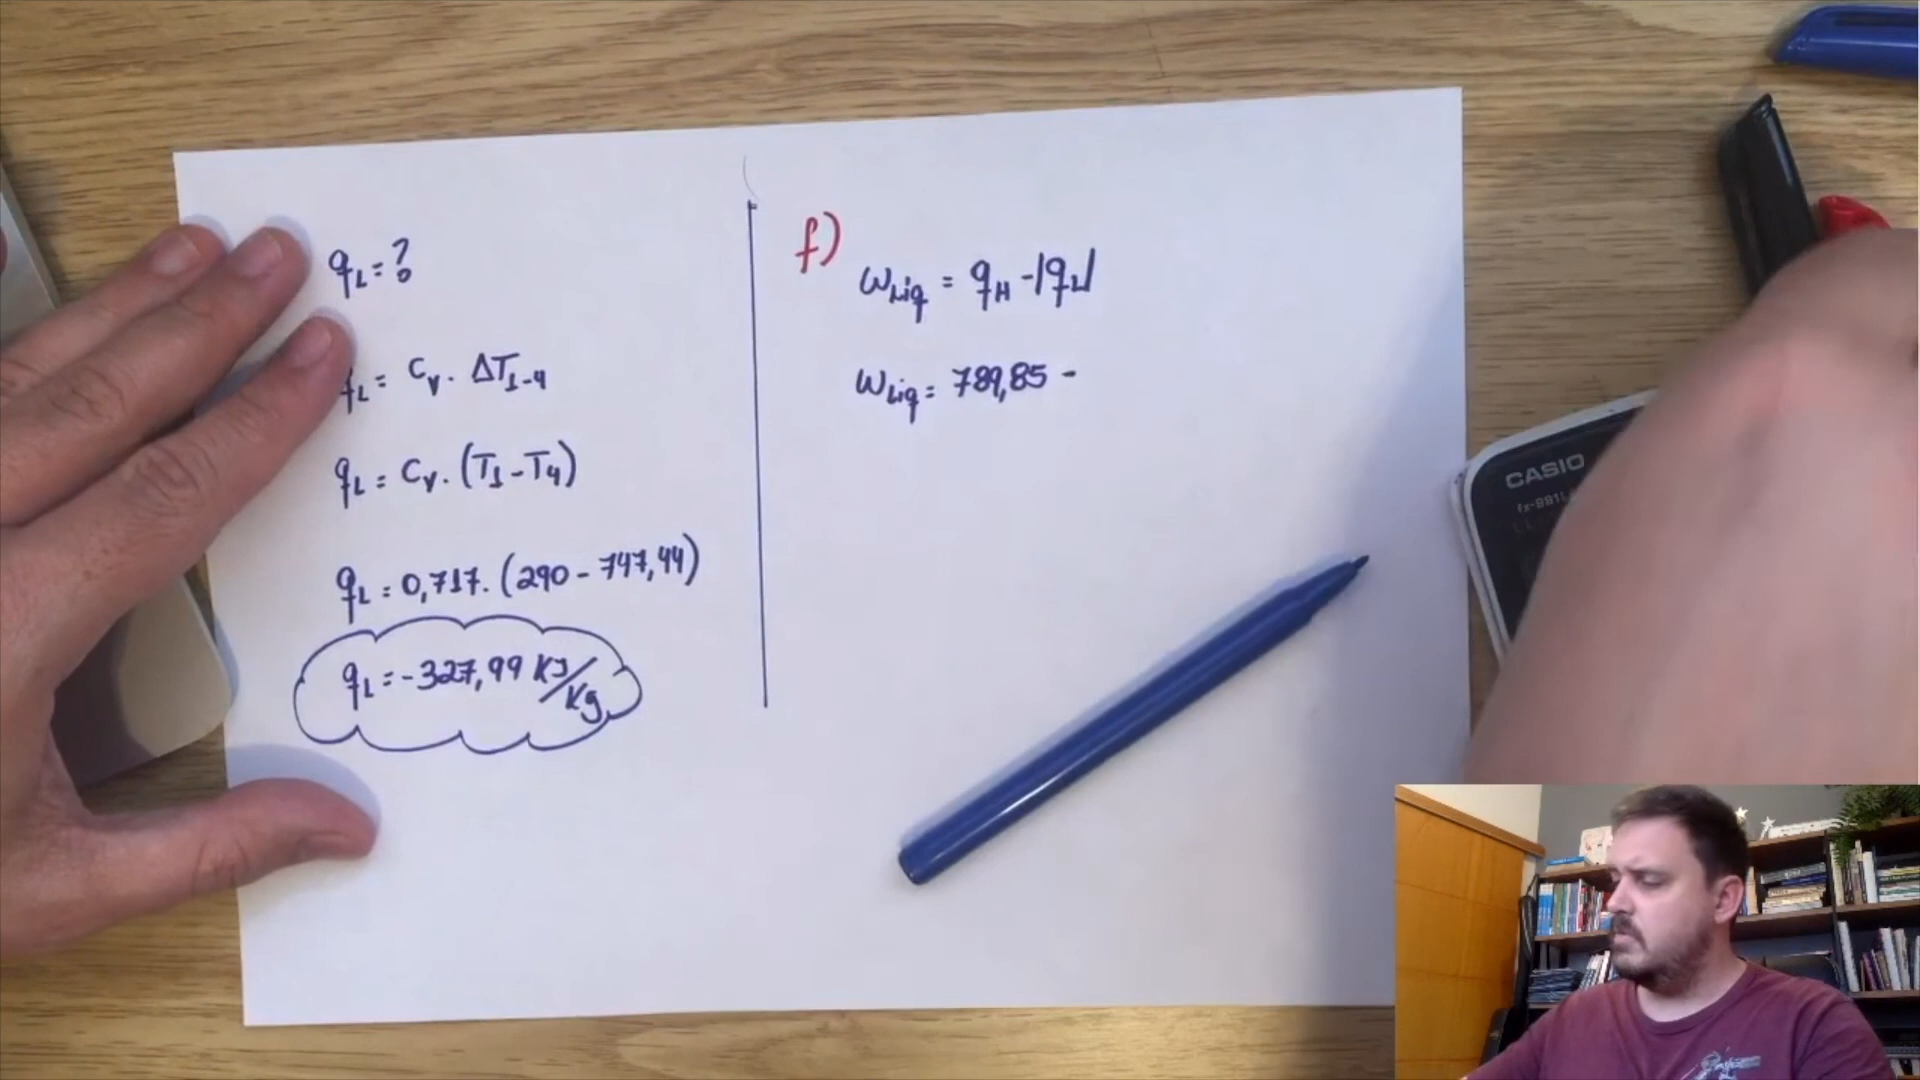 qL = ?
qL = Cv. ΔT1-4
qL = Cv. (T1 - T4)
qL = 0,717. (290 - 747,44)
qL = -327,99 KJ/Kg
f)
WLiq = qH - |qL|
WLiq = 789,85 -
CASIO